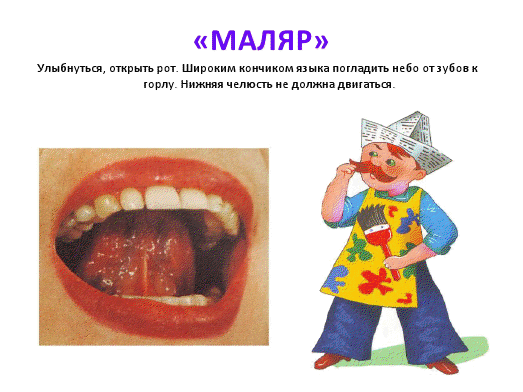 «МАЛЯР»
Улыбнуться, открыть рот. Широким кончиком языка погладить небо от зубов к
горлу. Нижняя челюсть не должна двигаться.